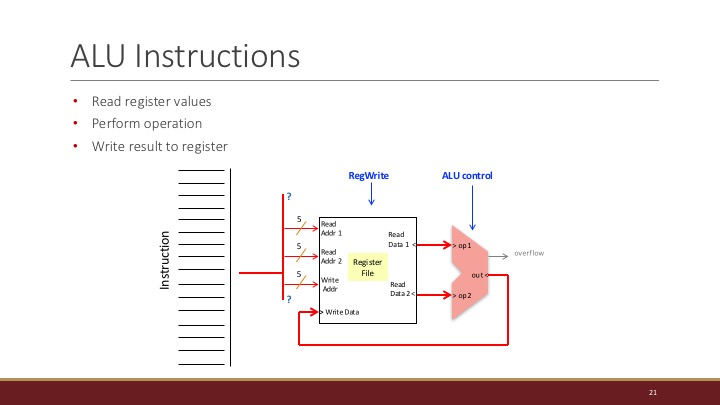 ALU Instructions
• Read register values
• Perform operation
• Write result to register
RegWrite
ALU control
?
5
Read
Addr 1
5
Read
Addr 2
5
Write
Addr
?
> Write Data
Register
File
Read
Data 1 <
Read
Data 2 <
> op1
> op2
out <
overflow
Instruction
21